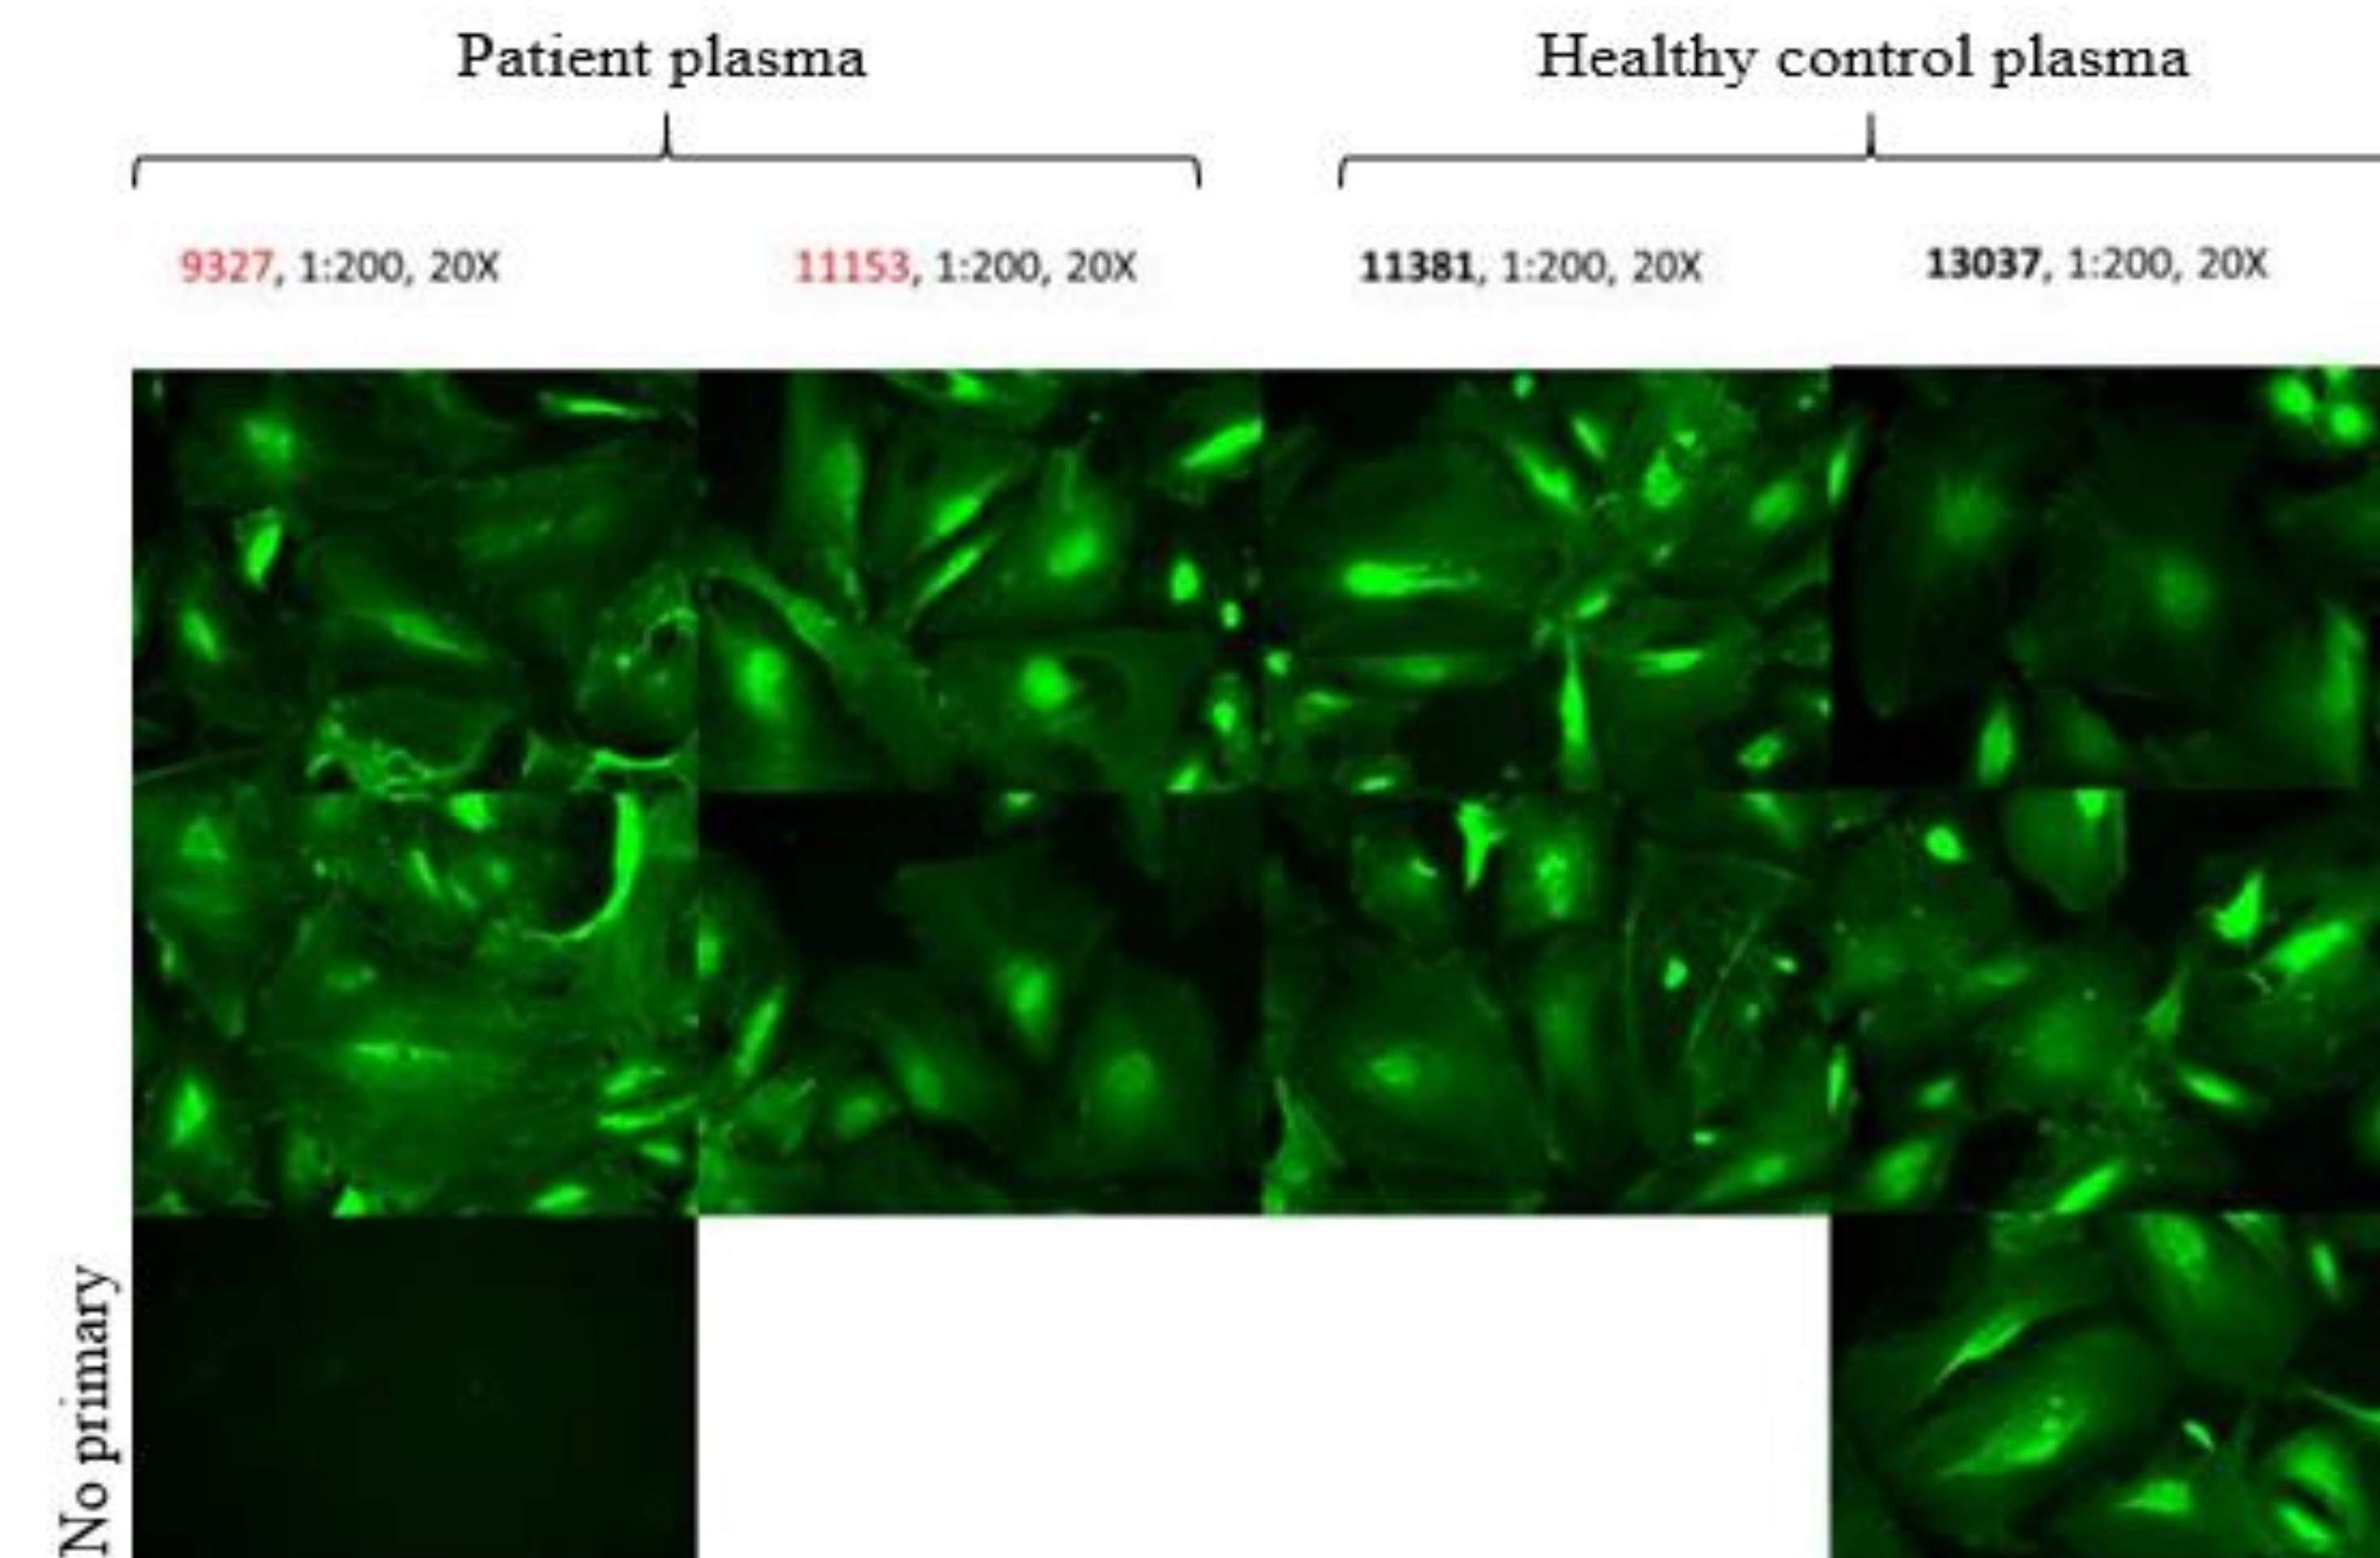 Patient plasma
Healthy control plasma
9327, 1:200, 20X
11153, 1:200, 20X
11381, 1:200, 20X
13037, 1:200, 20X
No primary